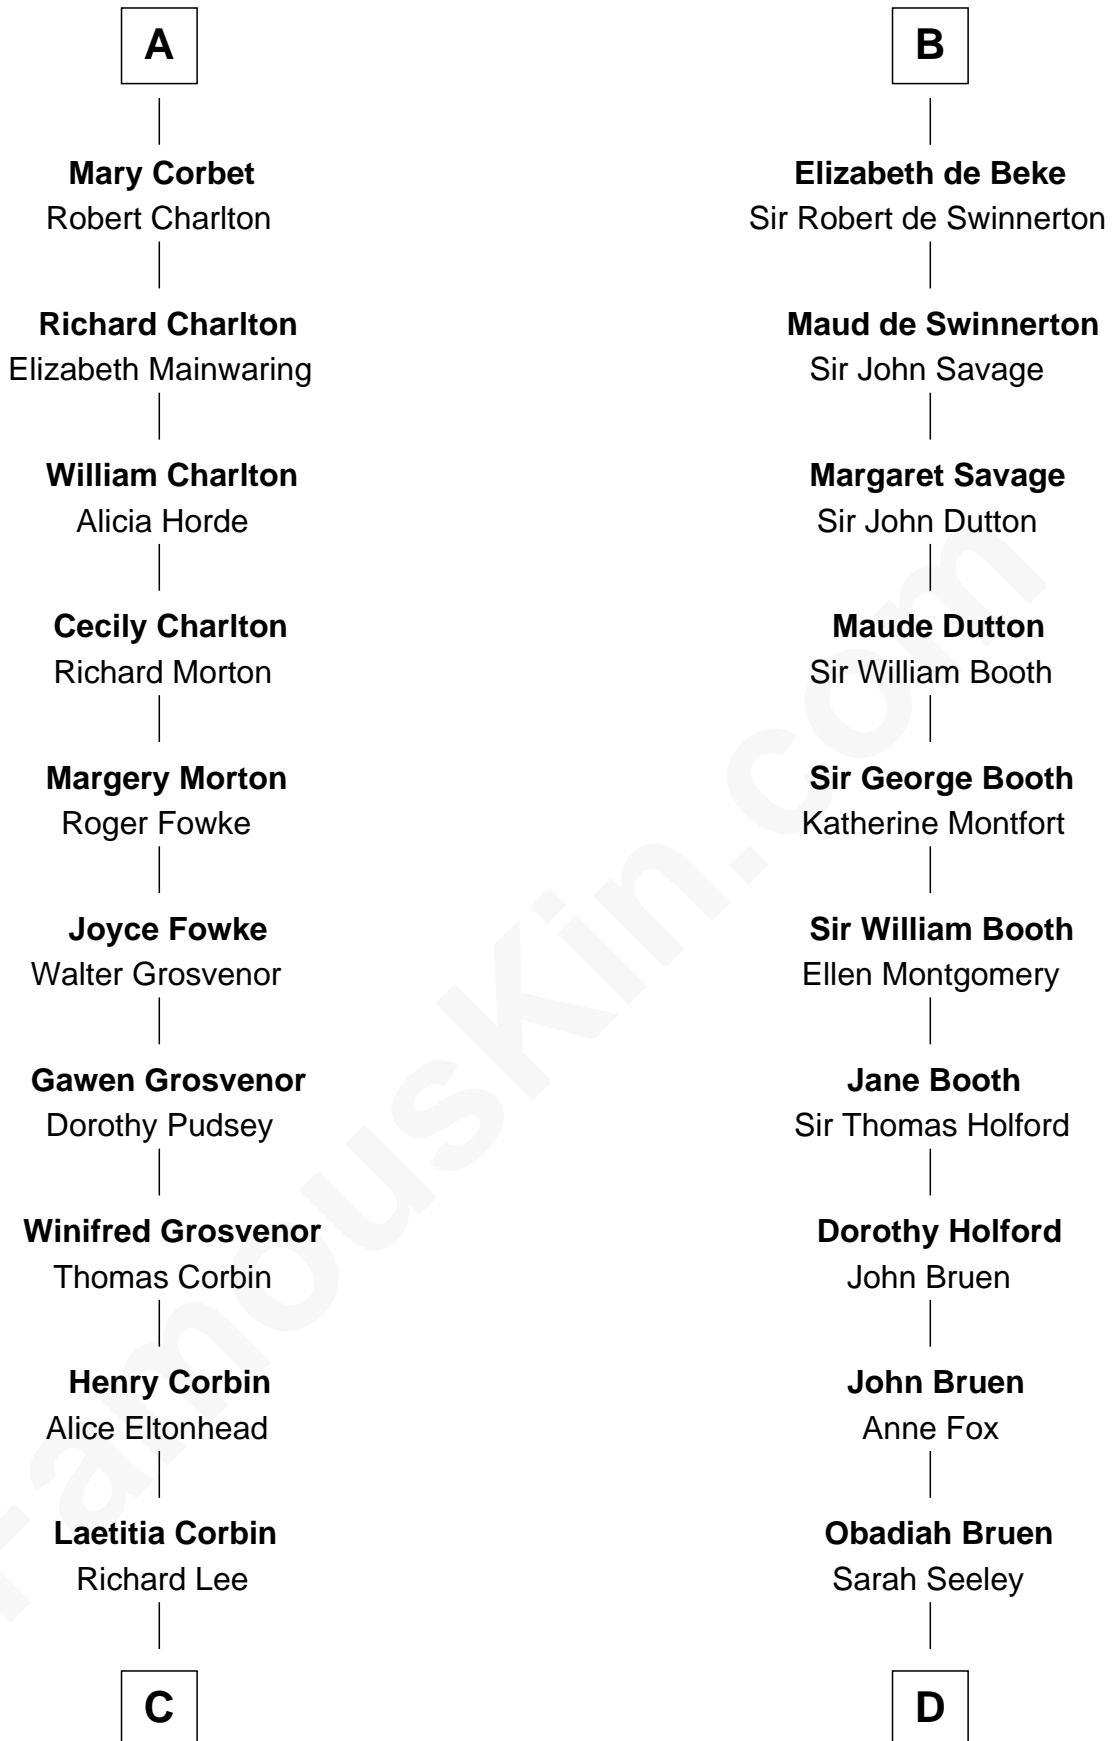 A
Mary Corbet
Robert Charlton
Richard Charlton
Elizabeth Mainwaring
William Charlton
Alicia Horde
Cecily Charlton
Richard Morton
Margery Morton
Roger Fowke
Joyce Fowke
Walter Grosvenor
Gawen Grosvenor
Dorothy Pudsey
Winifred Grosvenor
Thomas Corbin
Henry Corbin
Alice Eltonhead
Laetitia Corbin
Richard Lee
C
B
Elizabeth de Beke
Sir Robert de Swinnerton
Maud de Swinnerton
Sir John Savage
Margaret Savage
Sir John Dutton
Maude Dutton
Sir William Booth
Sir George Booth
Katherine Montfort
Sir William Booth
Ellen Montgomery
Jane Booth
Sir Thomas Holford
Dorothy Holford
John Bruen
John Bruen
Anne Fox
Obadiah Bruen
Sarah Seeley
D
FamousKin.com